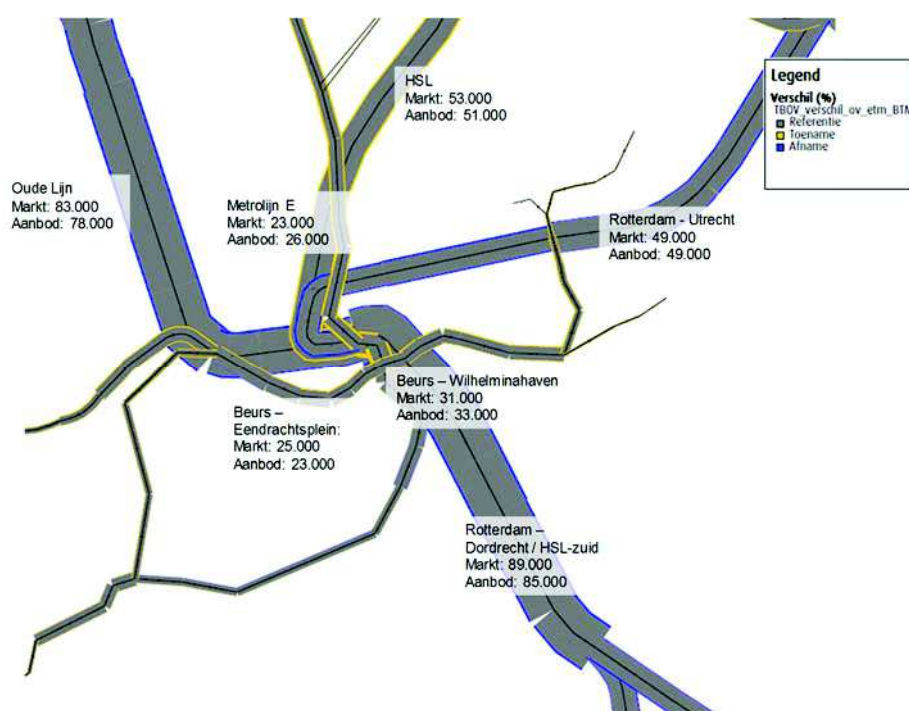 HSL
Markt: 53.000
Aanbod: 51.000
Legend
Verschil (%)
TBOV_verschil_ov_etm_BTM
Referentie
Toename
Afname
Oude Lijn
Markt: 83.000
Aanbod: 78.000
Metrolijn E
Markt: 23.000
Aanbod: 26.000
Rotterdam - Utrecht
Markt: 49.000
Aanbod: 49.000
Beurs – Wilhelminahaven
Markt: 31.000
Aanbod: 33.000
Beurs –
Eendrachtsplein:
Markt: 25.000
Aanbod: 23.000
Rotterdam –
Dordrecht / HSL-zuid
Markt: 89.000
Aanbod: 85.000